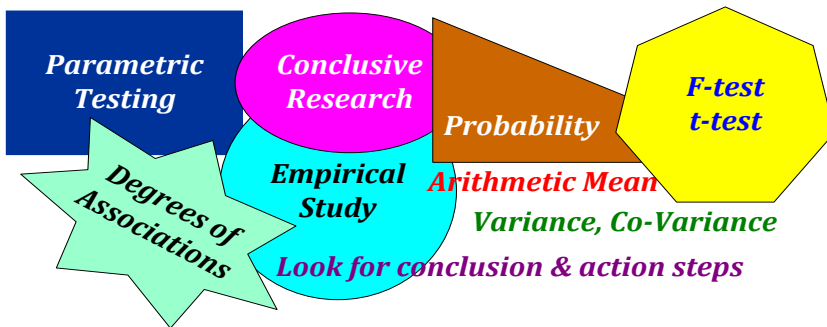 Parametric
Testing
Conclusive
Research
Probability
F-test
t-test
Degrees of
Associations
Empirical
Study
Arithmetic Mean
Variance, Co-Variance
Look for conclusion & action steps